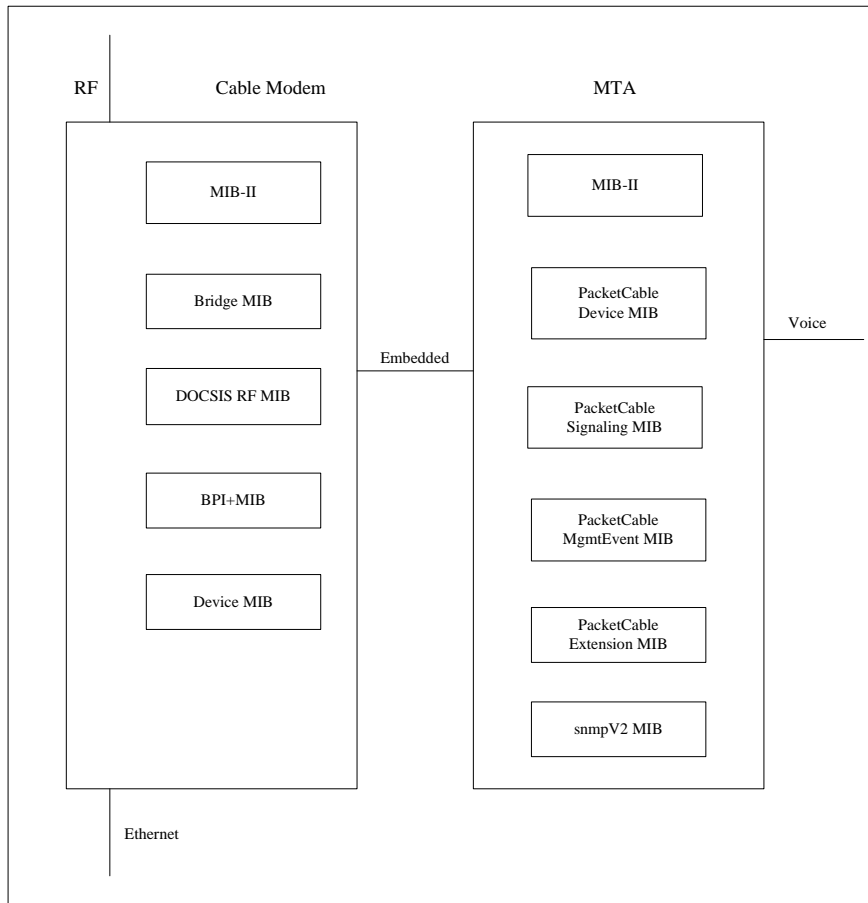 RF
Cable Modem
MTA
MIB-II
Bridge MIB
DOCSIS RF MIB
BPI+MIB
Device MIB
Embedded
MIB-II
PacketCable
Device MIB
PacketCable
Signaling MIB
PacketCable
MgmtEvent MIB
PacketCable
Extension MIB
snmpV2 MIB
Voice
Ethernet